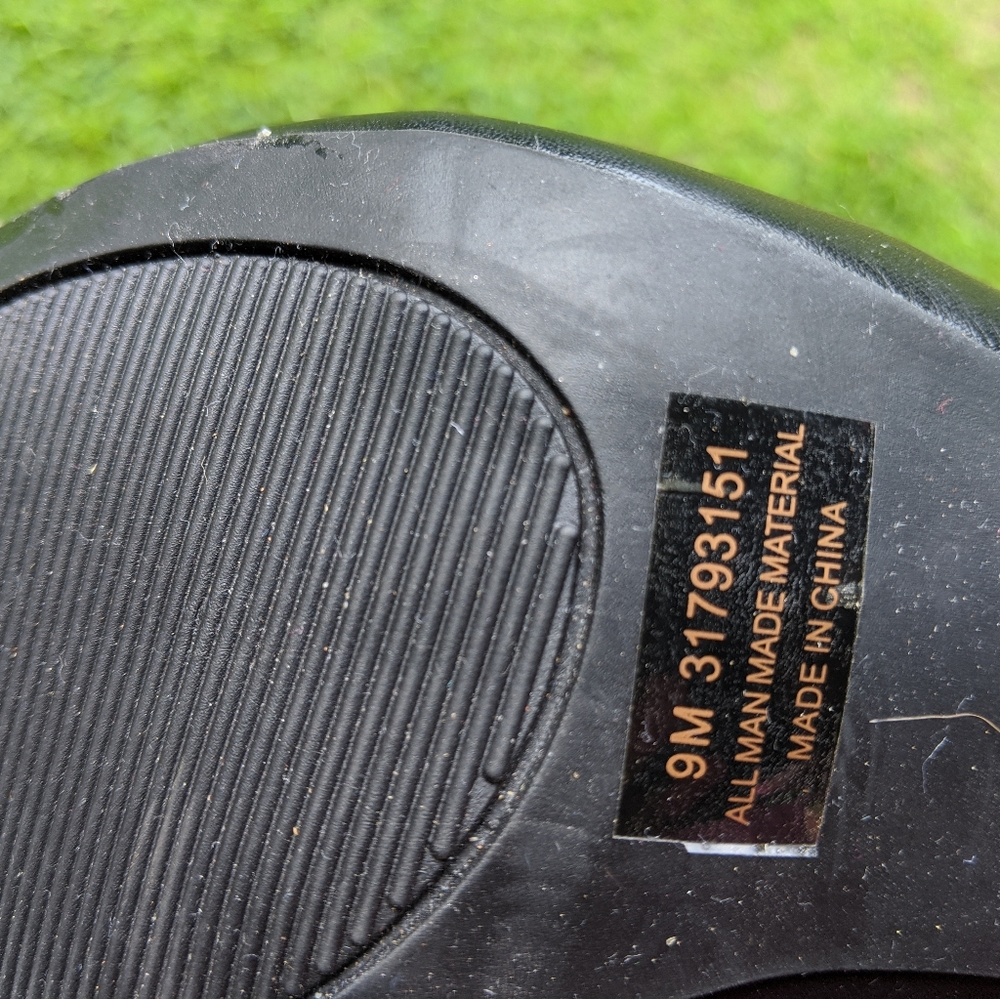 9M 31793151
ALL MAN MADE MATERIAL
MADE IN CHINA